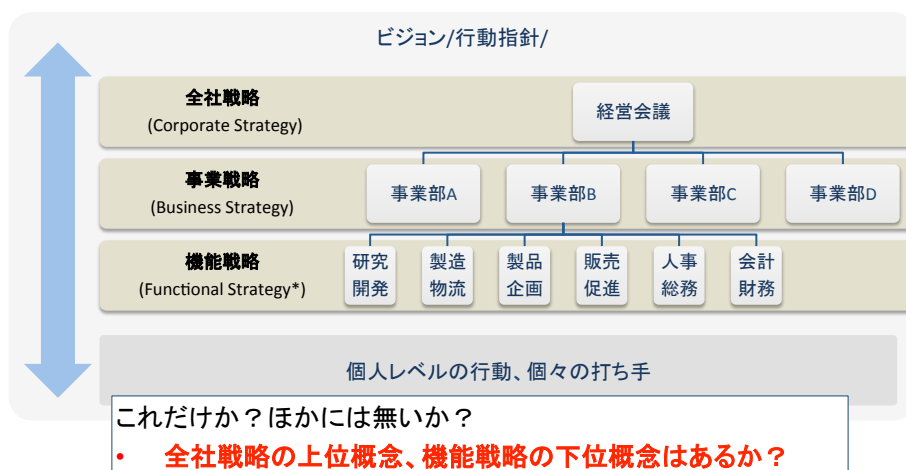 ビジョン/行動指針/
全社戦略
(Corporate Strategy)
経営会議
事業戦略
(Business Strategy)
事業部A
事業部B
事業部C
事業部D
機能戦略
(Functional Strategy*)
研究
開発
製造
物流
製品
企画
販売
促進
人事
総務
会計
財務
個人レベルの行動、個々の打ち手
これだけか？ほかには無いか？
• 全社戦略の上位概念、機能戦略の下位概念はあるか？